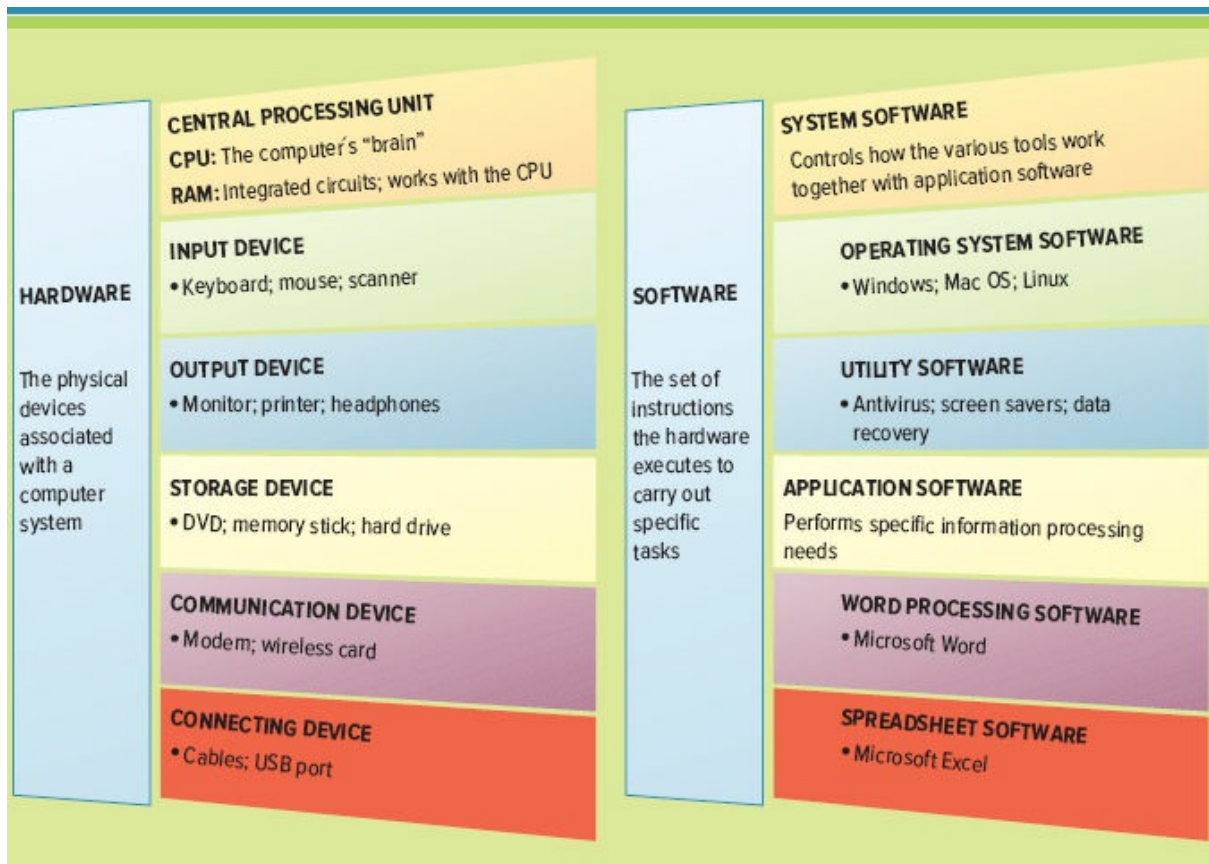 HARDWARE
The physical
devices
associated
with a
computer
system
CENTRAL PROCESSING UNIT
CPU: The computer´s “brain”
RAM: Integrated circuits; works with the CPU
INPUT DEVICE
• Keyboard; mouse; scanner
OUTPUT DEVICE
• Monitor; printer; headphones
STORAGE DEVICE
• DVD; memory stick; hard drive
COMMUNICATION DEVICE
• Modem; wireless card
CONNECTING DEVICE
• Cables; USB port
SOFTWARE
The set of
instructions
the hardware
executes to
carry out
specific
tasks
SYSTEM SOFTWARE
Controls how the various tools work
together with application software
OPERATING SYSTEM SOFTWARE
• Windows; Mac OS; Linux
UTILITY SOFTWARE
• Antivirus; screen savers; data
recovery
APPLICATION SOFTWARE
Performs specific information processing
needs
WORD PROCESSING SOFTWARE
• Microsoft Word
SPREADSHEET SOFTWARE
• Microsoft Excel